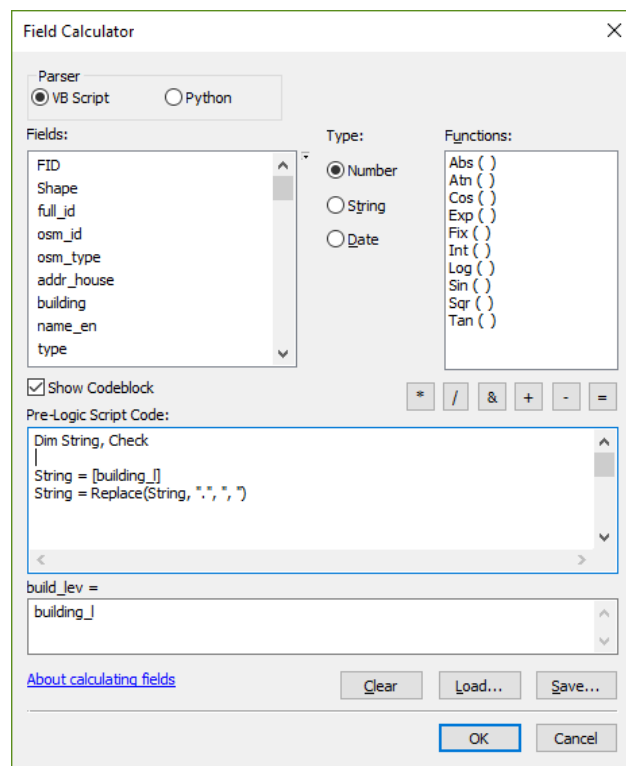 Field Calculator
Parser
VB Script Python
Fields:
FID
Shape
full_id
osm_id
osm_type
addr_house
building
name_en
type
Type:
Number
String
Date
Functions:
Abs ( )
Atn ( )
Cos ( )
Exp ( )
Fix ( )
Int ( )
Log ( )
Sin ( )
Sqr ( )
Tan ( )
Show Codeblock
* / & + - =
Pre-Logic Script Code:
Dim String, Check
String = [building_l]
String = Replace(String, ".", ", ")
build_lev =
building_l
About calculating fields
Clear Load... Save...
OK Cancel